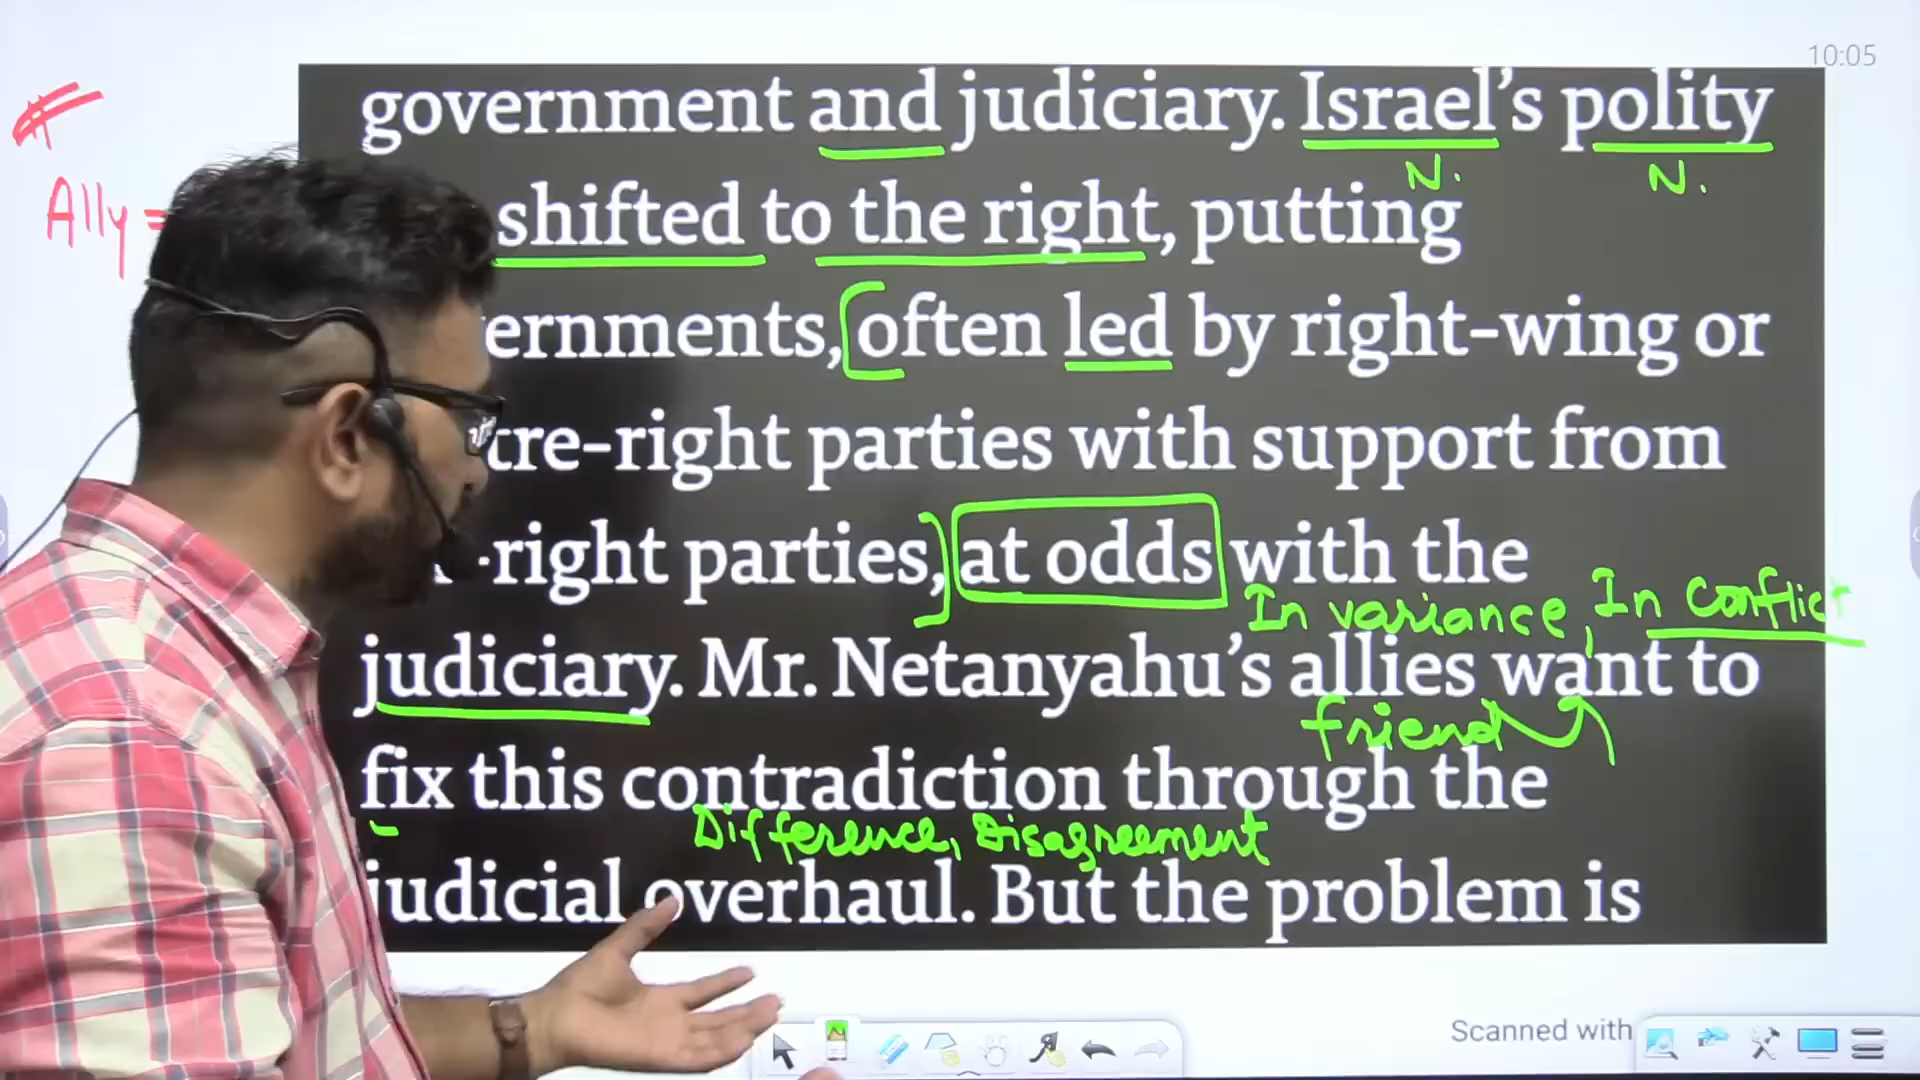 10:05
government and judiciary. Israel's polity
N. N.
Ally =
shifted to the right, putting
ernments, often led by right-wing or
tre-right parties with support from
-right parties, at odds with the
In variance, In conflict
judiciary. Mr. Netanyahu's allies want to
friend
fix this contradiction through the
Difference, Disagreement
judicial overhaul. But the problem is
Scanned with